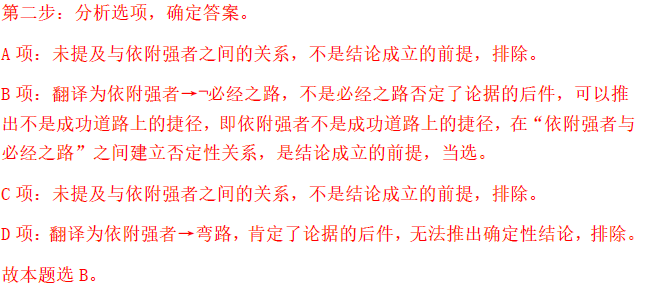 第二步：分析选项，确定答案。
A 项：未提及与依附强者之间的关系，不是结论成立的前提，排除。
B 项：翻译为依附强者→¬必经之路，不是必经之路否定了论据的后件，可以推
出不是成功道路上的捷径，即依附强者不是成功道路上的捷径，在“依附强者与
必经之路”之间建立否定性关系，是结论成立的前提，当选。
C 项：未提及与依附强者之间的关系，不是结论成立的前提，排除。
D 项：翻译为依附强者→弯路，肯定了论据的后件，无法推出确定性结论，排除。
故本题选 B。